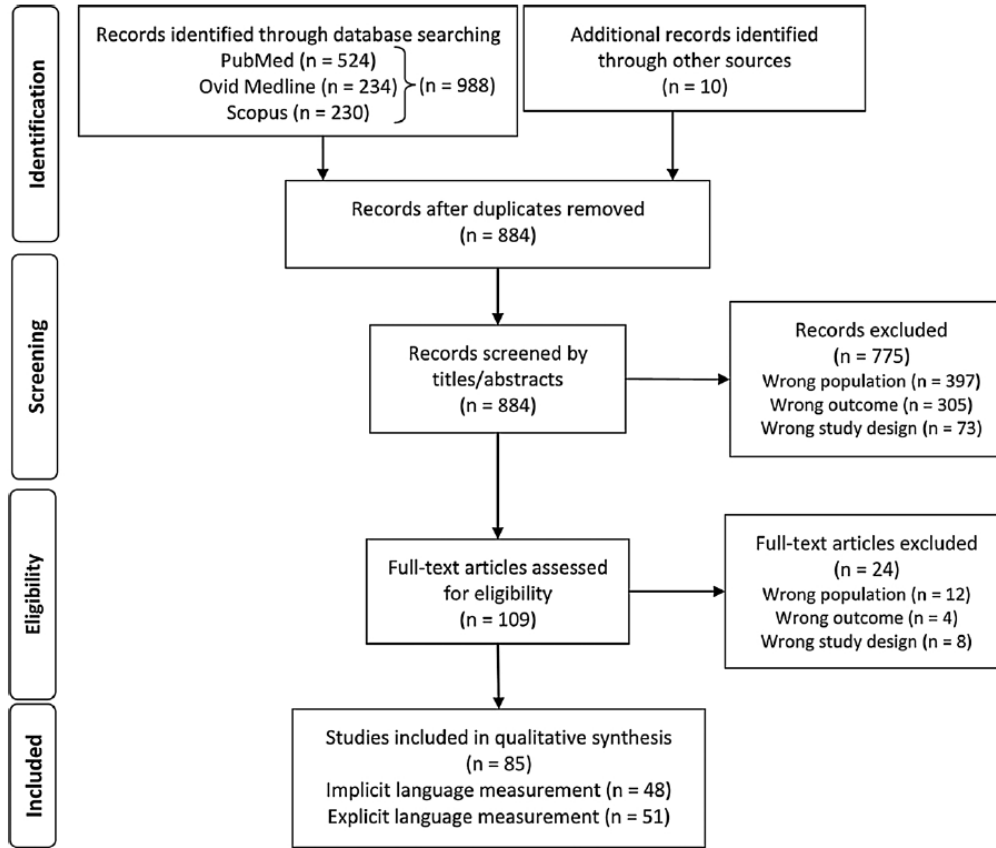 Identification
Records identified through database searching
PubMed (n = 524)
Ovid Medline (n = 234)
Scopus (n = 230)
(n = 988)
Additional records identified
through other sources
(n = 10)
Records after duplicates removed
(n = 884)
Screening
Records screened by
titles/abstracts
(n = 884)
Records excluded
(n = 775)
Wrong population (n = 397)
Wrong outcome (n = 305)
Wrong study design (n = 73)
Eligibility
Full-text articles assessed
for eligibility
(n = 109)
Full-text articles excluded
(n = 24)
Wrong population (n = 12)
Wrong outcome (n = 4)
Wrong study design (n = 8)
Included
Studies included in qualitative synthesis
(n = 85)
Implicit language measurement (n = 48)
Explicit language measurement (n = 51)